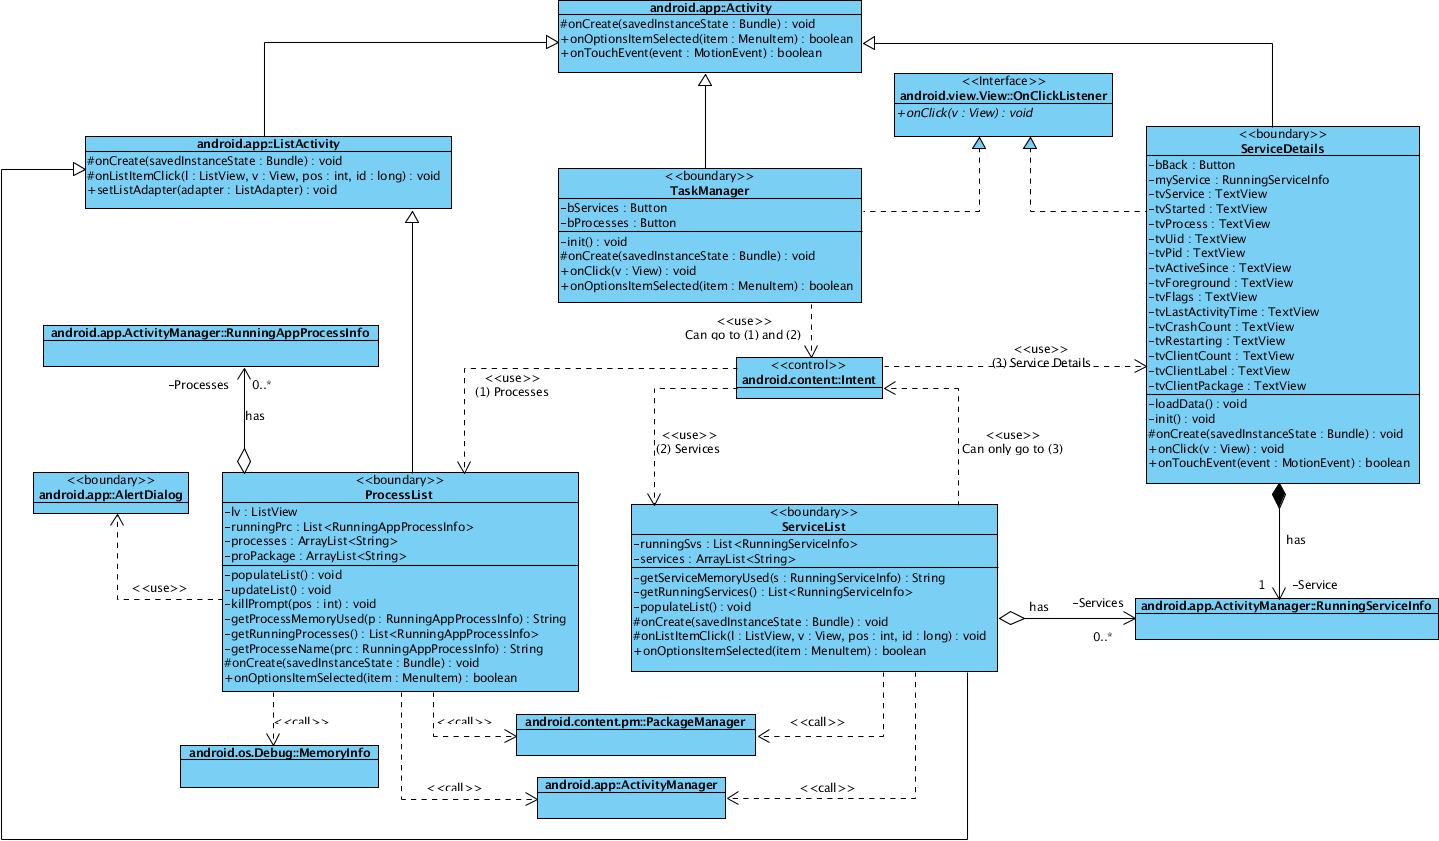 android.app::Activity
#onCreate(savedInstanceState : Bundle) : void
+onOptionsItemSelected(item : MenuItem) : boolean
+onTouchEvent(event : MotionEvent) : boolean
<<Interface>>
android.view.View::OnClickListener
+onClick(v : View) : void
android.app::ListActivity
#onCreate(savedInstanceState : Bundle) : void
#onListItemClick(l : ListView, v : View, pos : int, id : long) : void
+setListAdapter(adapter : ListAdapter) : void
<<boundary>>
TaskManager
-bServices : Button
-bProcesses : Button
-init() : void
#onCreate(savedInstanceState : Bundle) : void
+onClick(v : View) : void
+onOptionsItemSelected(item : MenuItem) : boolean
<<boundary>>
ServiceDetails
-bBack : Button
-myService : RunningServiceInfo
-tvService : TextView
-tvStarted : TextView
-tvProcess : TextView
-tvUid : TextView
-tvPid : TextView
-tvActiveSince : TextView
-tvForeground : TextView
-tvFlags : TextView
-tvLastActivityTime : TextView
-tvCrashCount : TextView
-tvRestarting : TextView
-tvClientCount : TextView
-tvClientLabel : TextView
-tvClientPackage : TextView
-loadData() : void
-init() : void
#onCreate(savedInstanceState : Bundle) : void
+onClick(v : View) : void
+onTouchEvent(event : MotionEvent) : boolean
android.app.ActivityManager::RunningAppProcessInfo
-Processes
0..*
has
<<use>>
Can go to (1) and (2)
<<control>>
android.content::Intent
<<use>>
(1) Processes
<<use>>
(2) Services
<<use>>
(3) Service Details
<<use>>
Can only go to (3)
<<boundary>>
android.app::AlertDialog
<<use>>
<<boundary>>
ProcessList
-lv : ListView
-runningPrc : List<RunningAppProcessInfo>
-processes : ArrayList<String>
-proPackage : ArrayList<String>
-populateList() : void
-updateList() : void
-killPrompt(pos : int) : void
-getProcessMemoryUsed(p : RunningAppProcessInfo) : String
-getRunningProcesses() : List<RunningAppProcessInfo>
-getProcesseName(prc : RunningAppProcessInfo) : String
#onCreate(savedInstanceState : Bundle) : void
+onOptionsItemSelected(item : MenuItem) : boolean
<<boundary>>
ServiceList
-runningSvs : List<RunningServiceInfo>
-services : ArrayList<String>
-getServiceMemoryUsed(s : RunningServiceInfo) : String
-getRunningServices() : List<RunningServiceInfo>
-populateList() : void
#onCreate(savedInstanceState : Bundle) : void
#onListItemClick(l : ListView, v : View, pos : int, id : long) : void
+onOptionsItemSelected(item : MenuItem) : boolean
has
1
-Service
has
-Services
0..*
android.app.ActivityManager::RunningServiceInfo
<<call>>
<<call>>
<<call>>
android.content.pm::PackageManager
android.os.Debug::MemoryInfo
<<call>>
<<call>>
android.app::ActivityManager